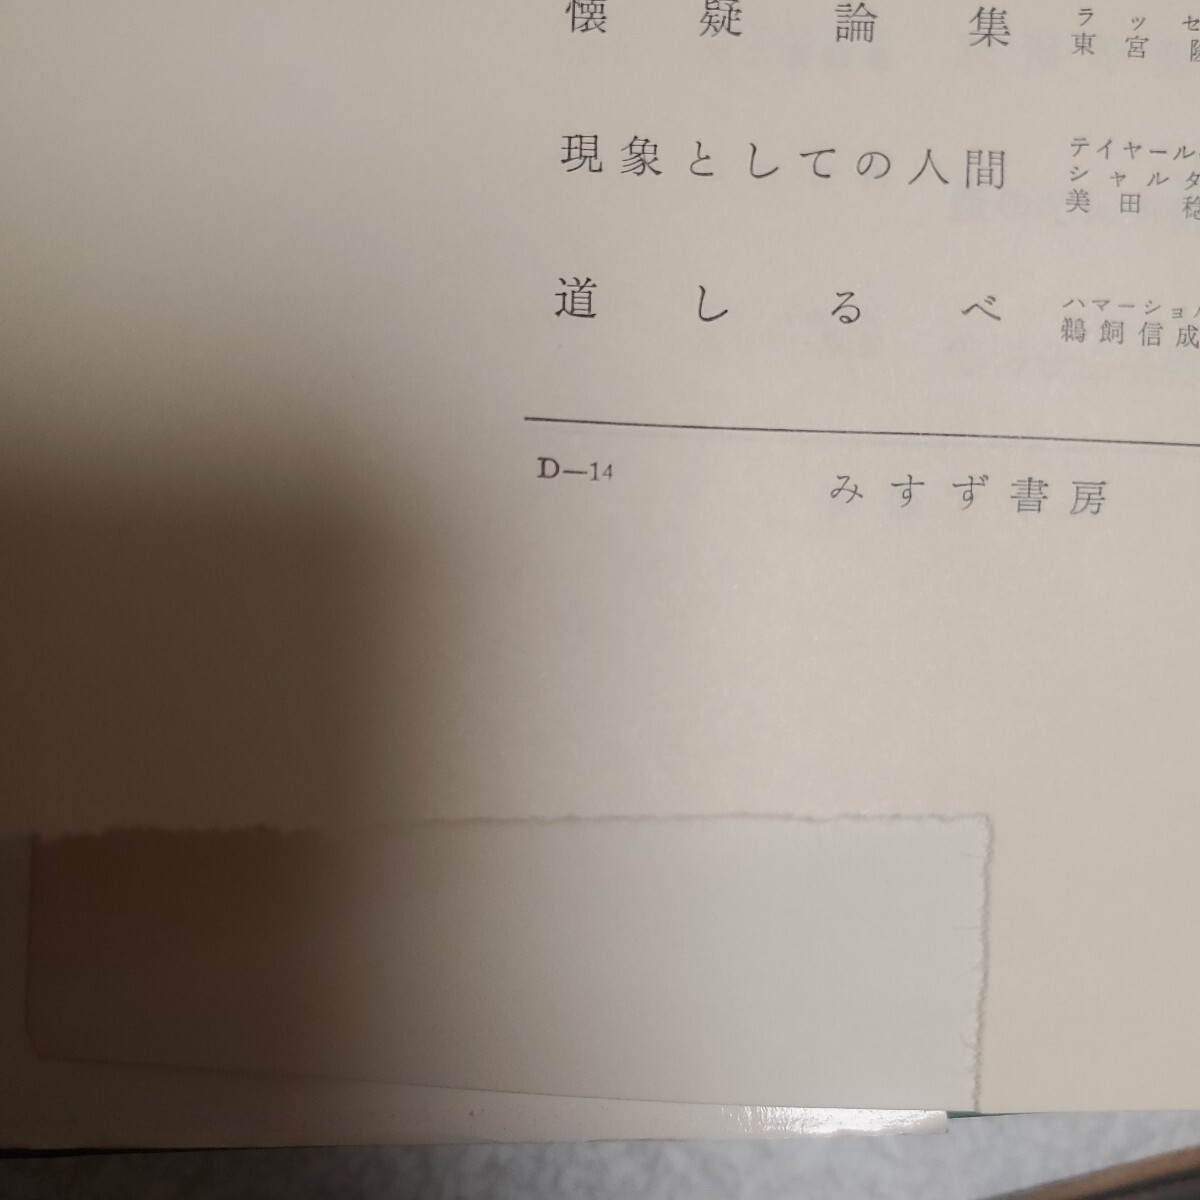 懐疑論集 ラッセ
東宮
現象としての人間 テイヤール
シャルダ
美田 稔
道しるべ ハマーショル
鵜飼信成
D—14 みすず書房